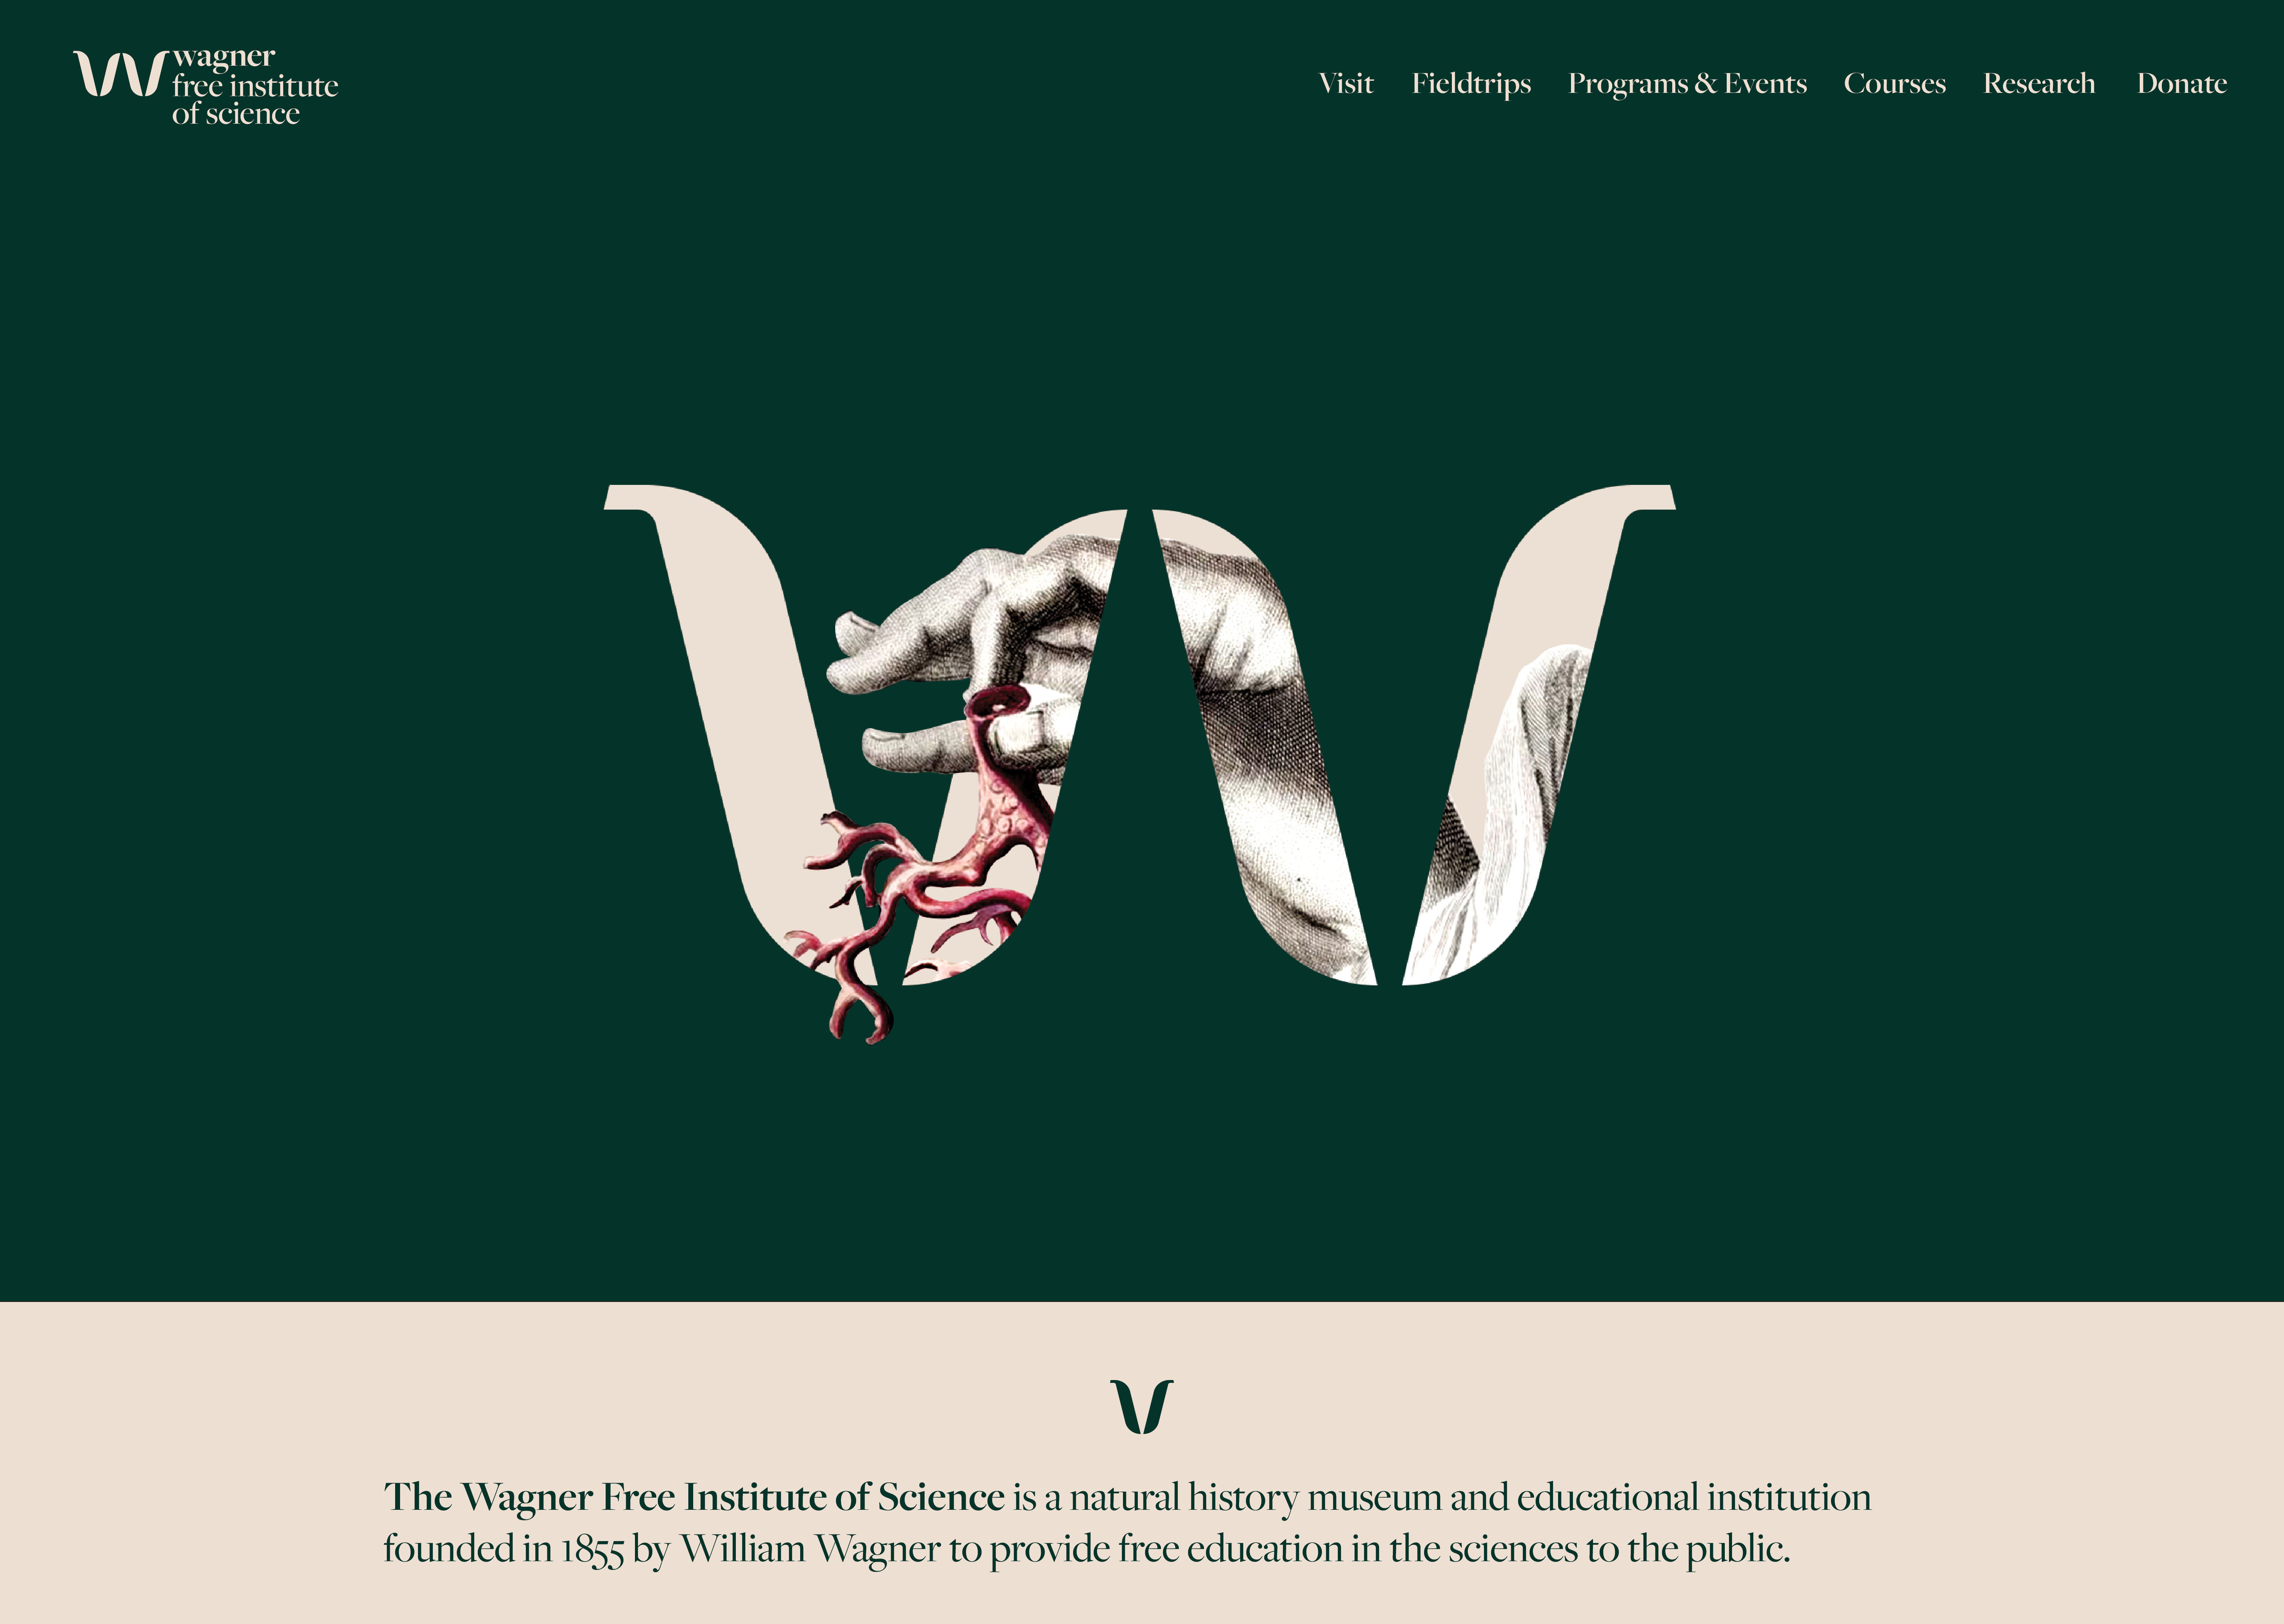 wagner
free institute
of science
Visit Fieldtrips Programs & Events Courses Research Donate
The Wagner Free Institute of Science is a natural history museum and educational institution
founded in 1855 by William Wagner to provide free education in the sciences to the public.